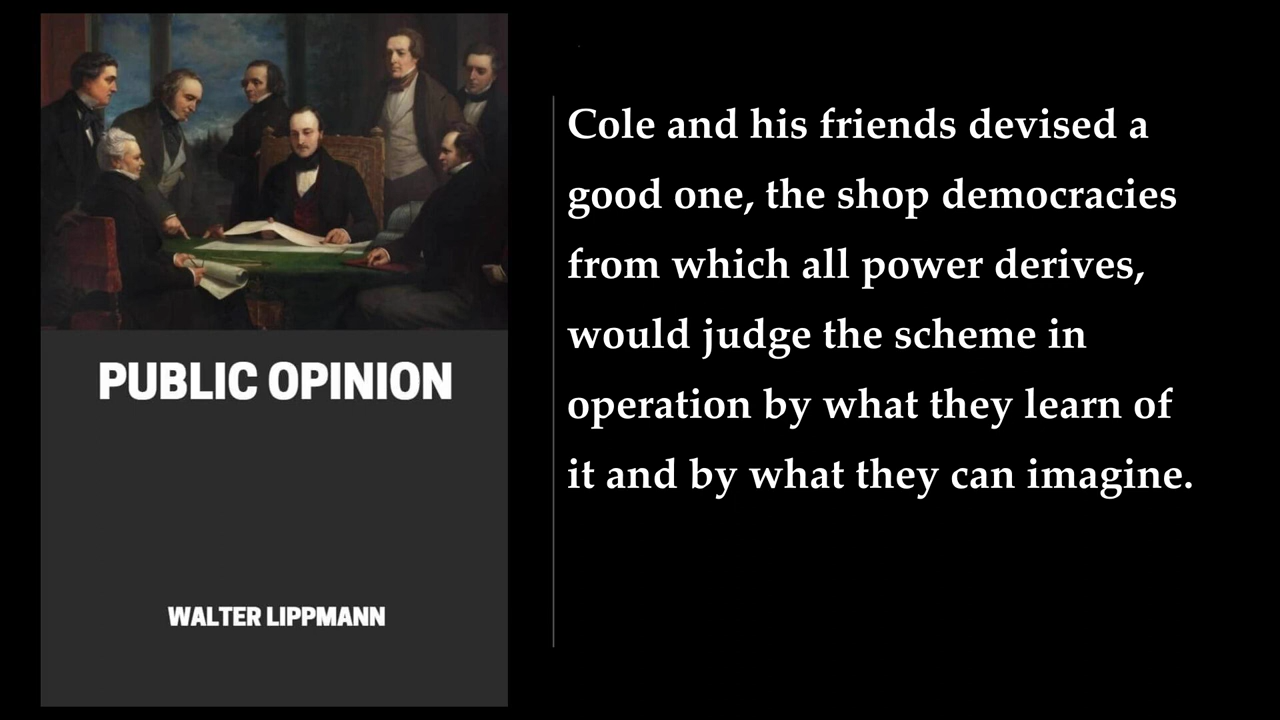 PUBLIC OPINION
WALTER LIPPMANN
Cole and his friends devised a
good one, the shop democracies
from which all power derives,
would judge the scheme in
operation by what they learn of
it and by what they can imagine.